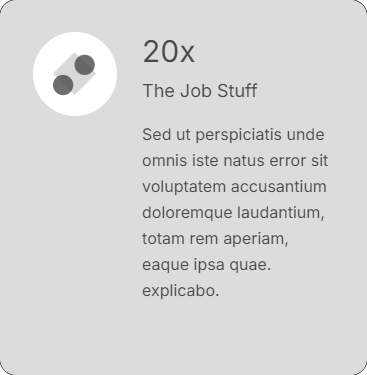 20x
The Job Stuff
Sed ut perspiciatis unde
omnis iste natus error sit
voluptatem accusantium
doloremque laudantium,
totam rem aperiam,
eaque ipsa quae.
explicabo.